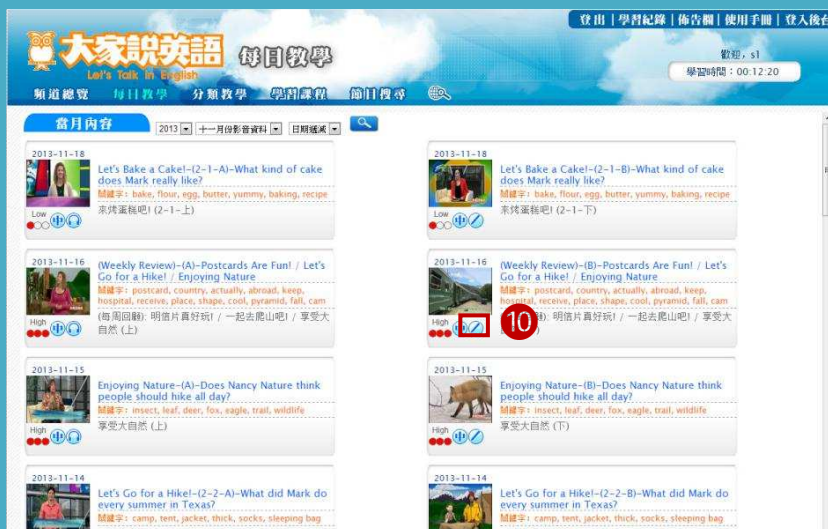 登出 | 學習紀錄 | 佈告欄 | 使用手冊 | 登入後台
大家說英語 每日教學
Let's Talk in English
歡迎, s1
學習時間：00:12:20
頻道總覽 每日教學 分類教學 學習課程 節目搜尋
當月內容 2013 十一月份影音資料 日期遞減
2013-11-18
Let's Bake a Cake!-(2-1-A)-What kind of cake
does Mark really like?
關鍵字: bake, flour, egg, butter, yummy, baking, recipe
來烤蛋糕吧! (2-1-上)
Low 中
2013-11-18
Let's Bake a Cake!-(2-1-B)-What kind of cake
does Mark really like?
關鍵字: bake, flour, egg, butter, yummy, baking, recipe
來烤蛋糕吧! (2-1-下)
Low 中
2013-11-16
(Weekly Review)-(A)-Postcards Are Fun! / Let's
Go for a Hike! / Enjoying Nature
關鍵字: postcard, country, actually, abroad, keep,
hospital, receive, place, shape, cool, pyramid, fall, cam
(每周回顧): 明信片真好玩! / 一起去爬山吧! / 享受大
自然 (上)
High 中
2013-11-16
(Weekly Review)-(B)-Postcards Are Fun! / Let's
Go for a Hike! / Enjoying Nature
關鍵字: postcard, country, actually, abroad, keep,
hospital, receive, place, shape, cool, pyramid, fall, cam
明信片真好玩! / 一起去爬山吧! / 享受大
High 中 10
2013-11-15
Enjoying Nature-(A)-Does Nancy Nature think
people should hike all day?
關鍵字: insect, leaf, deer, fox, eagle, trail, wildlife
享受大自然 (上)
High 中
2013-11-15
Enjoying Nature-(B)-Does Nancy Nature think
people should hike all day?
關鍵字: insect, leaf, deer, fox, eagle, trail, wildlife
享受大自然 (下)
High 中
2013-11-14
Let's Go for a Hike!-(2-2-A)-What did Mark do
every summer in Texas?
關鍵字: camp, tent, jacket, thick, socks, sleeping bag
2013-11-14
Let's Go for a Hike!-(2-2-B)-What did Mark do
every summer in Texas?
關鍵字: camp, tent, jacket, thick, socks, sleeping bag